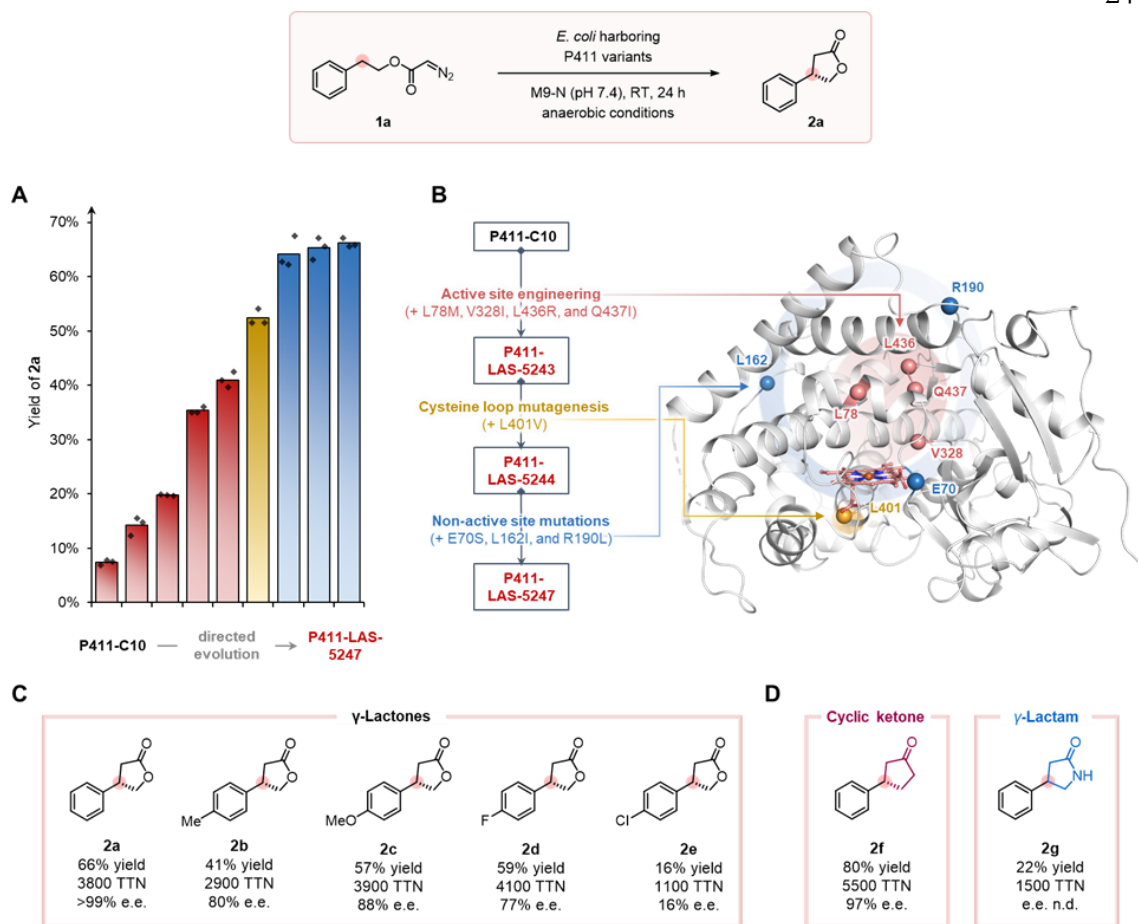 E. coli harboring
P411 variants
M9-N (pH 7.4), RT, 24 h
anaerobic conditions
O
O
N2
1a
O
O
2a
A
Yield of 2a
70%
60%
50%
40%
30%
20%
10%
0%
P411-C10
directed
evolution
P411-LAS-
5247
B
P411-C10
Active site engineering
(+ L78M, V328I, L436R, and Q437I)
P411-
LAS-5243
Cysteine loop mutagenesis
(+ L401V)
P411-
LAS-5244
Non-active site mutations
(+ E70S, L162I, and R190L)
P411-
LAS-5247
R190
L436
L162
Q437
L78
V328
E70
L401
C
γ-Lactones
O
O
2a
66% yield
3800 TTN
>99% e.e.
O
O
Me
2b
41% yield
2900 TTN
80% e.e.
O
O
MeO
2c
57% yield
3900 TTN
88% e.e.
O
O
F
2d
59% yield
4100 TTN
77% e.e.
O
O
Cl
2e
16% yield
1100 TTN
16% e.e.
D
Cyclic ketone
O
2f
80% yield
5500 TTN
97% e.e.
γ-Lactam
O
NH
2g
22% yield
1500 TTN
e.e. n.d.